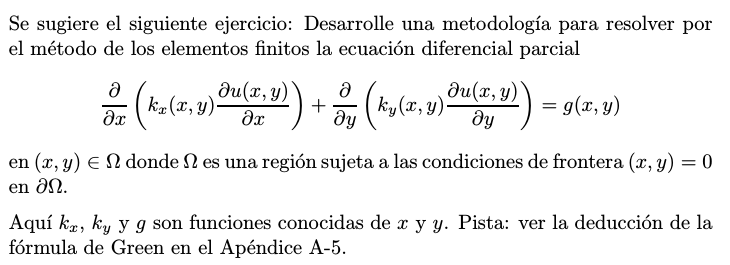 Se sugiere el siguiente ejercicio: Desarrolle una metodología para resolver por
el método de los elementos finitos la ecuación diferencial parcial
∂/∂x (kₓ(x, y) ∂u(x, y)/∂x) + ∂/∂y (k_y(x, y) ∂u(x, y)/∂y) = g(x, y)
en (x, y) ∈ Ω donde Ω es una región sujeta a las condiciones de frontera (x, y) = 0
en ∂Ω.
Aquí kₓ, k_y y g son funciones conocidas de x y y. Pista: ver la deducción de la
fórmula de Green en el Apéndice A-5.